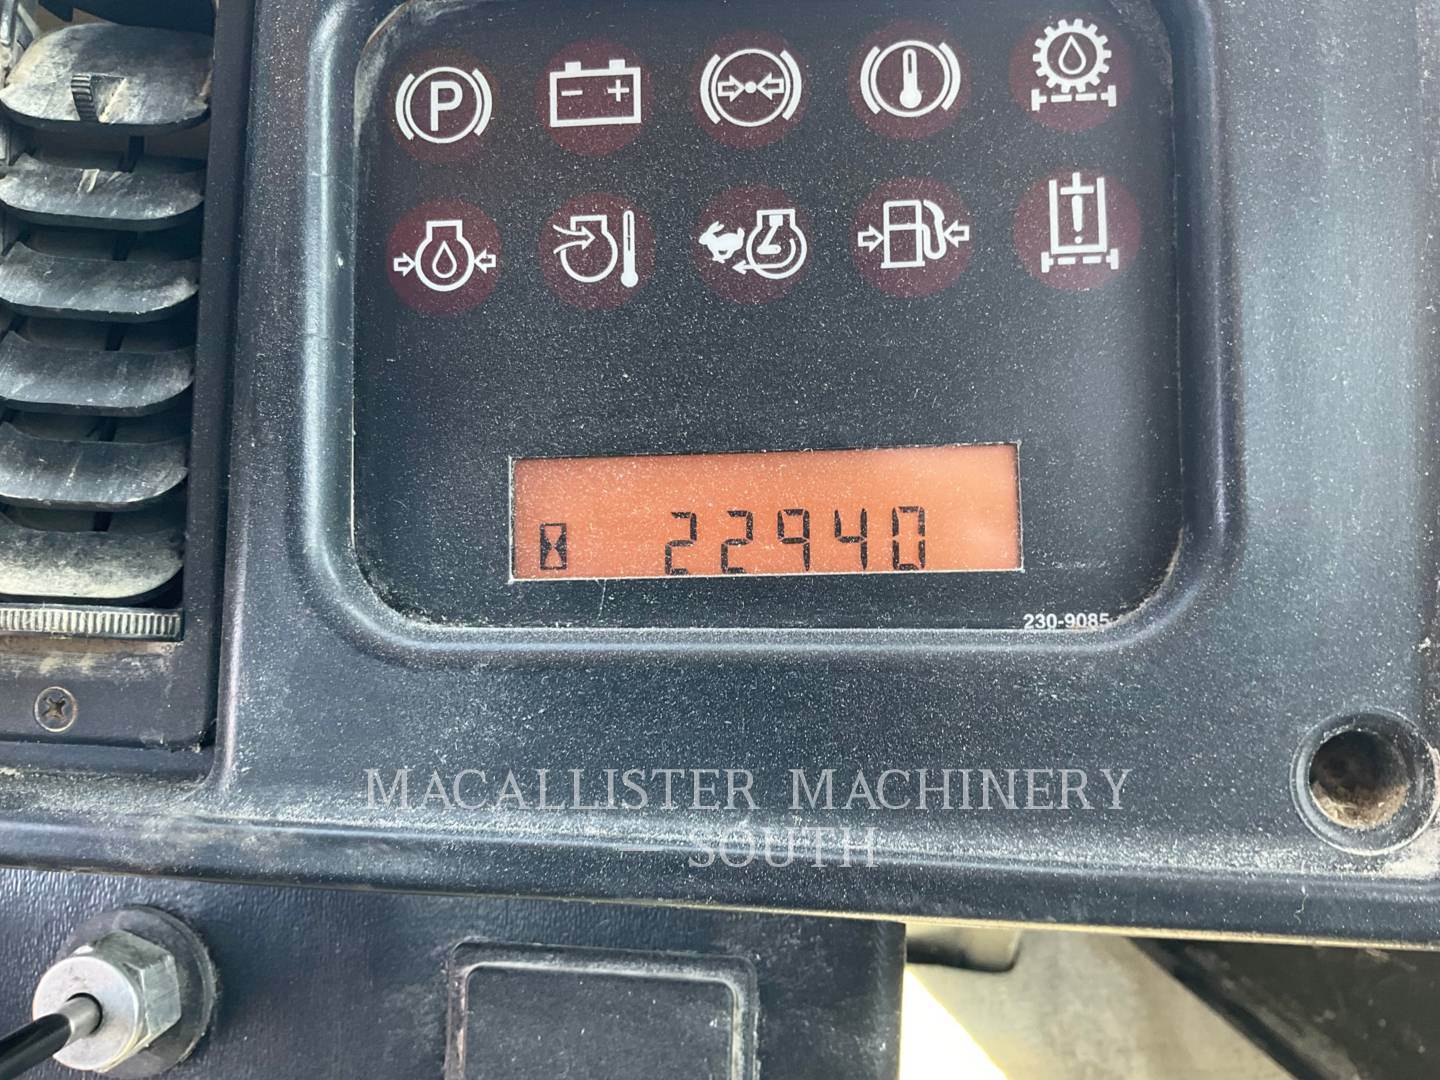 P
22940
230-9085
MACALLISTER MACHINERY
SOUTH